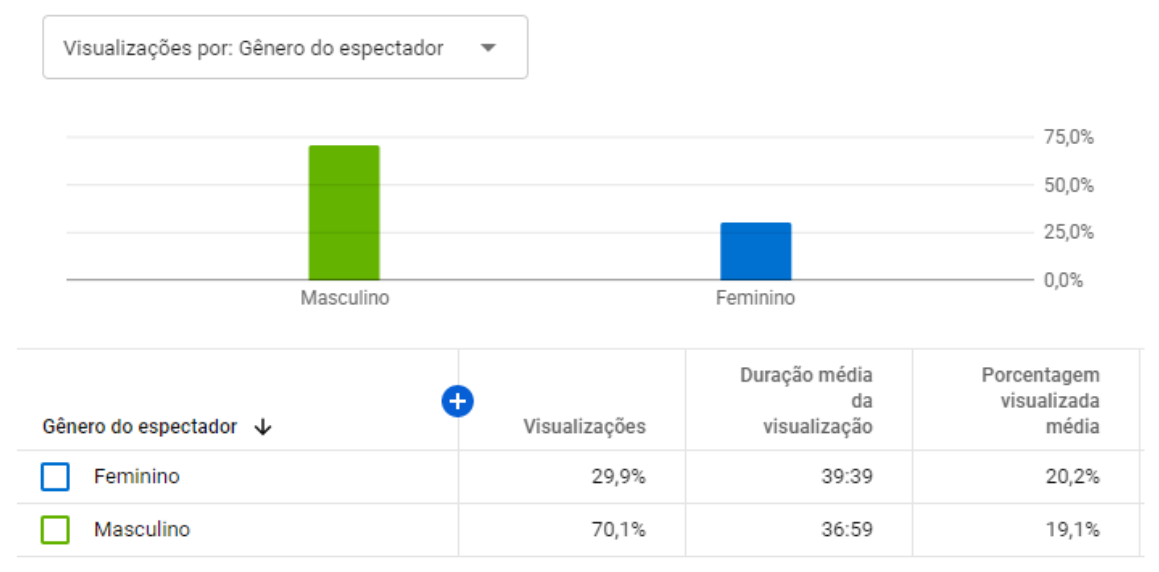 Visualizações por: Gênero do espectador
75,0%
50,0%
25,0%
0,0%
Masculino Feminino
Gênero do espectador Visualizações Duração média da visualização Porcentagem visualizada média
Feminino 29,9% 39:39 20,2%
Masculino 70,1% 36:59 19,1%